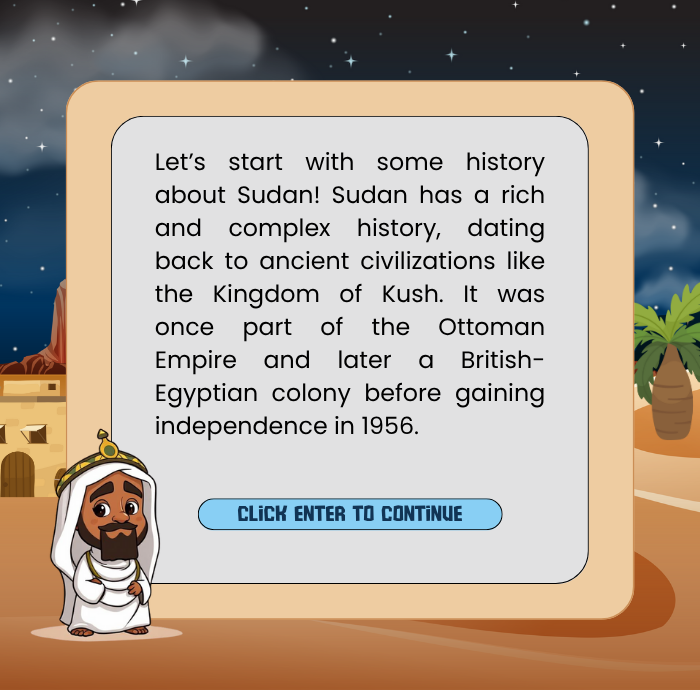 Let's start with some history
about Sudan! Sudan has a rich
and complex history, dating
back to ancient civilizations like
the Kingdom of Kush. It was
once part of the Ottoman
Empire and later a British-
Egyptian colony before gaining
independence in 1956.
CLICK ENTER TO CONTINUE